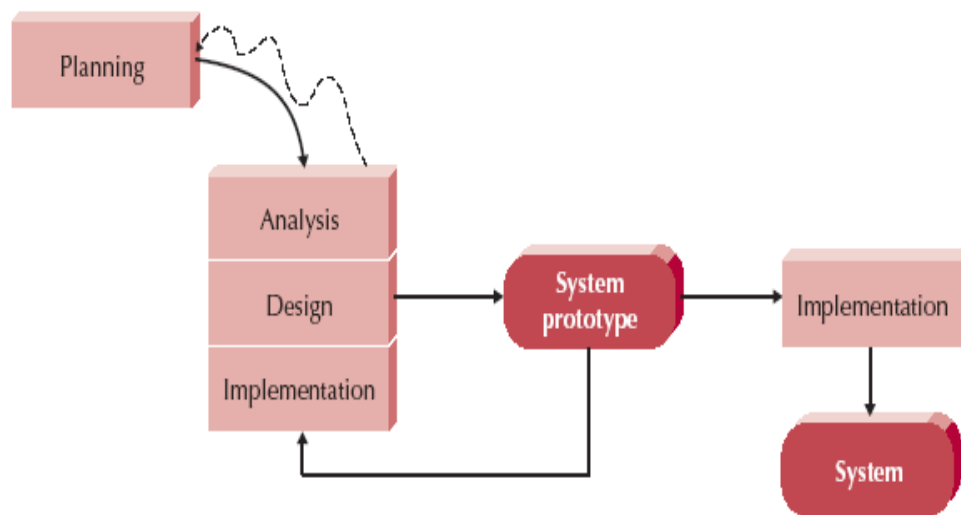 Planning
Analysis
Design
Implementation
System
prototype
Implementation
System